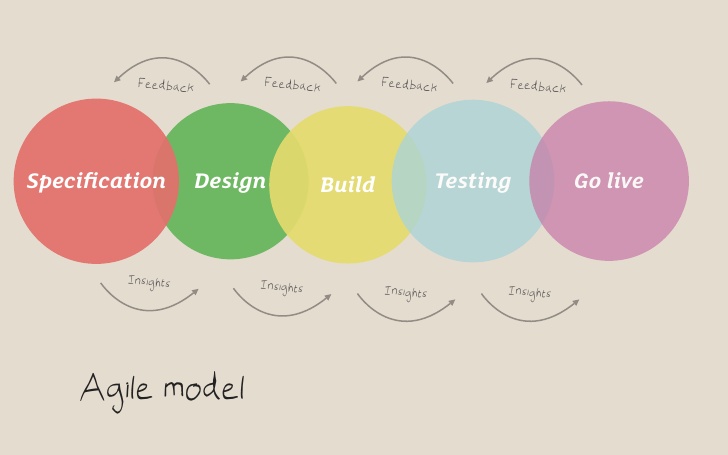 Feedback Feedback Feedback Feedback
Specification Design Build Testing Go live
Insights Insights Insights Insights
Agile model